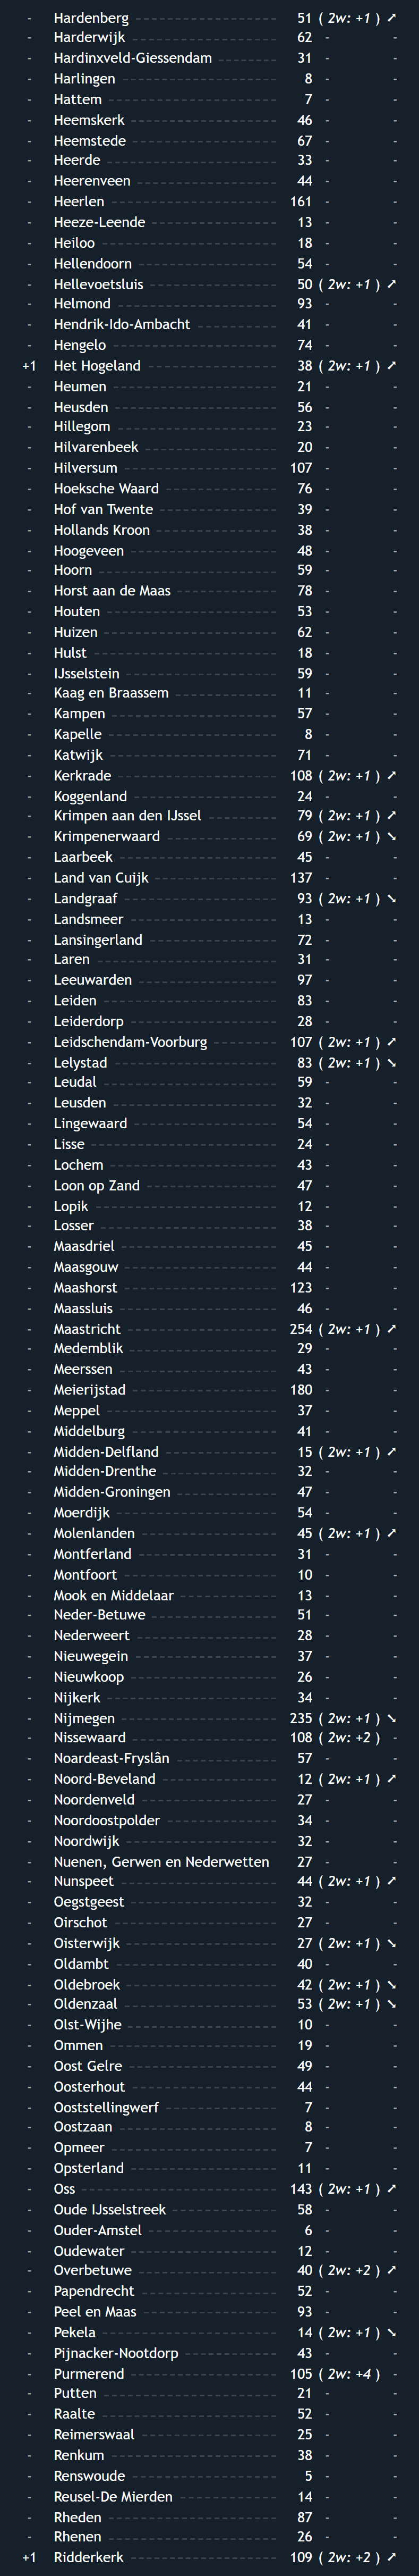 - Hardenberg 51 ( 2w: +1 ) ↗
- Harderwijk 62 - -
- Hardinxveld-Giessendam 31 - -
- Harlingen 8 - -
- Hattem 7 - -
- Heemskerk 46 - -
- Heemstede 67 - -
- Heerde 33 - -
- Heerenveen 44 - -
- Heerlen 161 - -
- Heeze-Leende 13 - -
- Heiloo 18 - -
- Hellendoorn 54 - -
- Hellevoetsluis 50 ( 2w: +1 ) ↗
- Helmond 93 - -
- Hendrik-Ido-Ambacht 41 - -
- Hengelo 74 - -
+1 Het Hogeland 38 ( 2w: +1 ) ↗
- Heumen 21 - -
- Heusden 56 - -
- Hillegom 23 - -
- Hilvarenbeek 20 - -
- Hilversum 107 - -
- Hoeksche Waard 76 - -
- Hof van Twente 39 - -
- Hollands Kroon 38 - -
- Hoogeveen 48 - -
- Hoorn 59 - -
- Horst aan de Maas 78 - -
- Houten 53 - -
- Huizen 62 - -
- Hulst 18 - -
- IJsselstein 59 - -
- Kaag en Braassem 11 - -
- Kampen 57 - -
- Kapelle 8 - -
- Katwijk 71 - -
- Kerkrade 108 ( 2w: +1 ) ↗
- Koggenland 24 - -
- Krimpen aan den IJssel 79 ( 2w: +1 ) ↗
- Krimpenerwaard 69 ( 2w: +1 ) ↘
- Laarbeek 45 - -
- Land van Cuijk 137 - -
- Landgraaf 93 ( 2w: +1 ) ↘
- Landsmeer 13 - -
- Lansingerland 72 - -
- Laren 31 - -
- Leeuwarden 97 - -
- Leiden 83 - -
- Leiderdorp 28 - -
- Leidschendam-Voorburg 107 ( 2w: +1 ) ↗
- Lelystad 83 ( 2w: +1 ) ↘
- Leudal 59 - -
- Leusden 32 - -
- Lingewaard 54 - -
- Lisse 24 - -
- Lochem 43 - -
- Loon op Zand 47 - -
- Lopik 12 - -
- Losser 38 - -
- Maasdriel 45 - -
- Maasgouw 44 - -
- Maashorst 123 - -
- Maassluis 46 - -
- Maastricht 254 ( 2w: +1 ) ↗
- Medemblik 29 - -
- Meerssen 43 - -
- Meierijstad 180 - -
- Meppel 37 - -
- Middelburg 41 - -
- Midden-Delfland 15 ( 2w: +1 ) ↗
- Midden-Drenthe 32 - -
- Midden-Groningen 47 - -
- Moerdijk 54 - -
- Molenlanden 45 ( 2w: +1 ) ↗
- Montferland 31 - -
- Montfoort 10 - -
- Mook en Middelaar 13 - -
- Neder-Betuwe 51 - -
- Nederweert 28 - -
- Nieuwegein 37 - -
- Nieuwkoop 26 - -
- Nijkerk 34 - -
- Nijmegen 235 ( 2w: +1 ) ↘
- Nissewaard 108 ( 2w: +2 ) -
- Noardeast-Fryslân 57 - -
- Noord-Beveland 12 ( 2w: +1 ) ↗
- Noordenveld 27 - -
- Noordoostpolder 34 - -
- Noordwijk 32 - -
- Nuenen, Gerwen en Nederwetten 27 - -
- Nunspeet 44 ( 2w: +1 ) ↗
- Oegstgeest 32 - -
- Oirschot 27 - -
- Oisterwijk 27 ( 2w: +1 ) ↘
- Oldambt 40 - -
- Oldebroek 42 ( 2w: +1 ) ↘
- Oldenzaal 53 ( 2w: +1 ) ↘
- Olst-Wijhe 10 - -
- Ommen 19 - -
- Oost Gelre 49 - -
- Oosterhout 44 - -
- Ooststellingwerf 7 - -
- Oostzaan 8 - -
- Opmeer 7 - -
- Opsterland 11 - -
- Oss 143 ( 2w: +1 ) ↗
- Oude IJsselstreek 58 - -
- Ouder-Amstel 6 - -
- Oudewater 12 - -
- Overbetuwe 40 ( 2w: +2 ) ↗
- Papendrecht 52 - -
- Peel en Maas 93 - -
- Pekela 14 ( 2w: +1 ) ↘
- Pijnacker-Nootdorp 43 - -
- Purmerend 105 ( 2w: +4 ) -
- Putten 21 - -
- Raalte 52 - -
- Reimerswaal 25 - -
- Renkum 38 - -
- Renswoude 5 - -
- Reusel-De Mierden 14 - -
- Rheden 87 - -
- Rhenen 26 - -
+1 Ridderkerk 109 ( 2w: +2 ) ↗